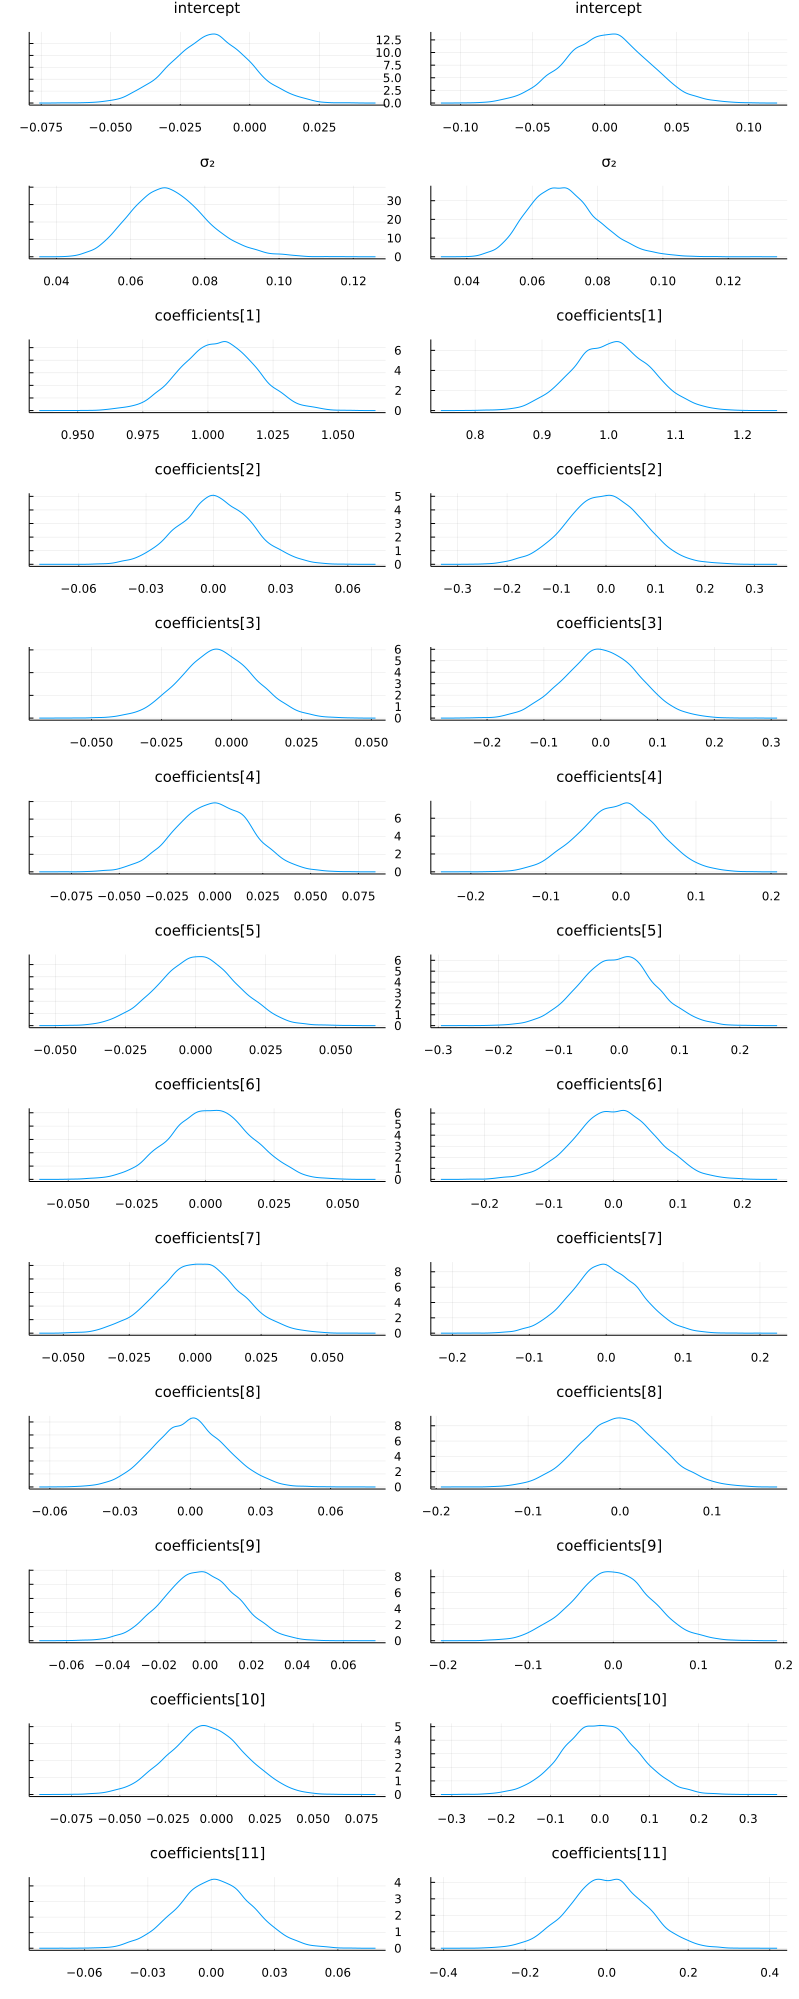 intercept intercept
12.5
10.0
7.5
5.0
2.5
0.0
−0.075 −0.050 −0.025 0.000 0.025 −0.10 −0.05 0.00 0.05 0.10
σ₂ σ₂
30
20
10
0
0.04 0.06 0.08 0.10 0.12 0.04 0.06 0.08 0.10 0.12
coefficients[1] coefficients[1]
6
4
2
0
0.950 0.975 1.000 1.025 1.050 0.8 0.9 1.0 1.1 1.2
coefficients[2] coefficients[2]
5
4
3
2
1
0
−0.06 −0.03 0.00 0.03 0.06 −0.3 −0.2 −0.1 0.0 0.1 0.2 0.3
coefficients[3] coefficients[3]
6
5
4
3
2
1
0
−0.050 −0.025 0.000 0.025 0.050 −0.2 −0.1 0.0 0.1 0.2 0.3
coefficients[4] coefficients[4]
6
4
2
0
−0.075 −0.050 −0.025 0.000 0.025 0.050 0.075 −0.2 −0.1 0.0 0.1 0.2
coefficients[5] coefficients[5]
6
5
4
3
2
1
0
−0.050 −0.025 0.000 0.025 0.050 −0.3 −0.2 −0.1 0.0 0.1 0.2
coefficients[6] coefficients[6]
6
5
4
3
2
1
0
−0.050 −0.025 0.000 0.025 0.050 −0.2 −0.1 0.0 0.1 0.2
coefficients[7] coefficients[7]
8
6
4
2
0
−0.050 −0.025 0.000 0.025 0.050 −0.2 −0.1 0.0 0.1 0.2
coefficients[8] coefficients[8]
8
6
4
2
0
−0.06 −0.03 0.00 0.03 0.06 −0.2 −0.1 0.0 0.1
coefficients[9] coefficients[9]
8
6
4
2
0
−0.06 −0.04 −0.02 0.00 0.02 0.04 0.06 −0.2 −0.1 0.0 0.1 0.2
coefficients[10] coefficients[10]
5
4
3
2
1
0
−0.075 −0.050 −0.025 0.000 0.025 0.050 0.075 −0.3 −0.2 −0.1 0.0 0.1 0.2 0.3
coefficients[11] coefficients[11]
4
3
2
1
0
−0.06 −0.03 0.00 0.03 0.06 −0.4 −0.2 0.0 0.2 0.4